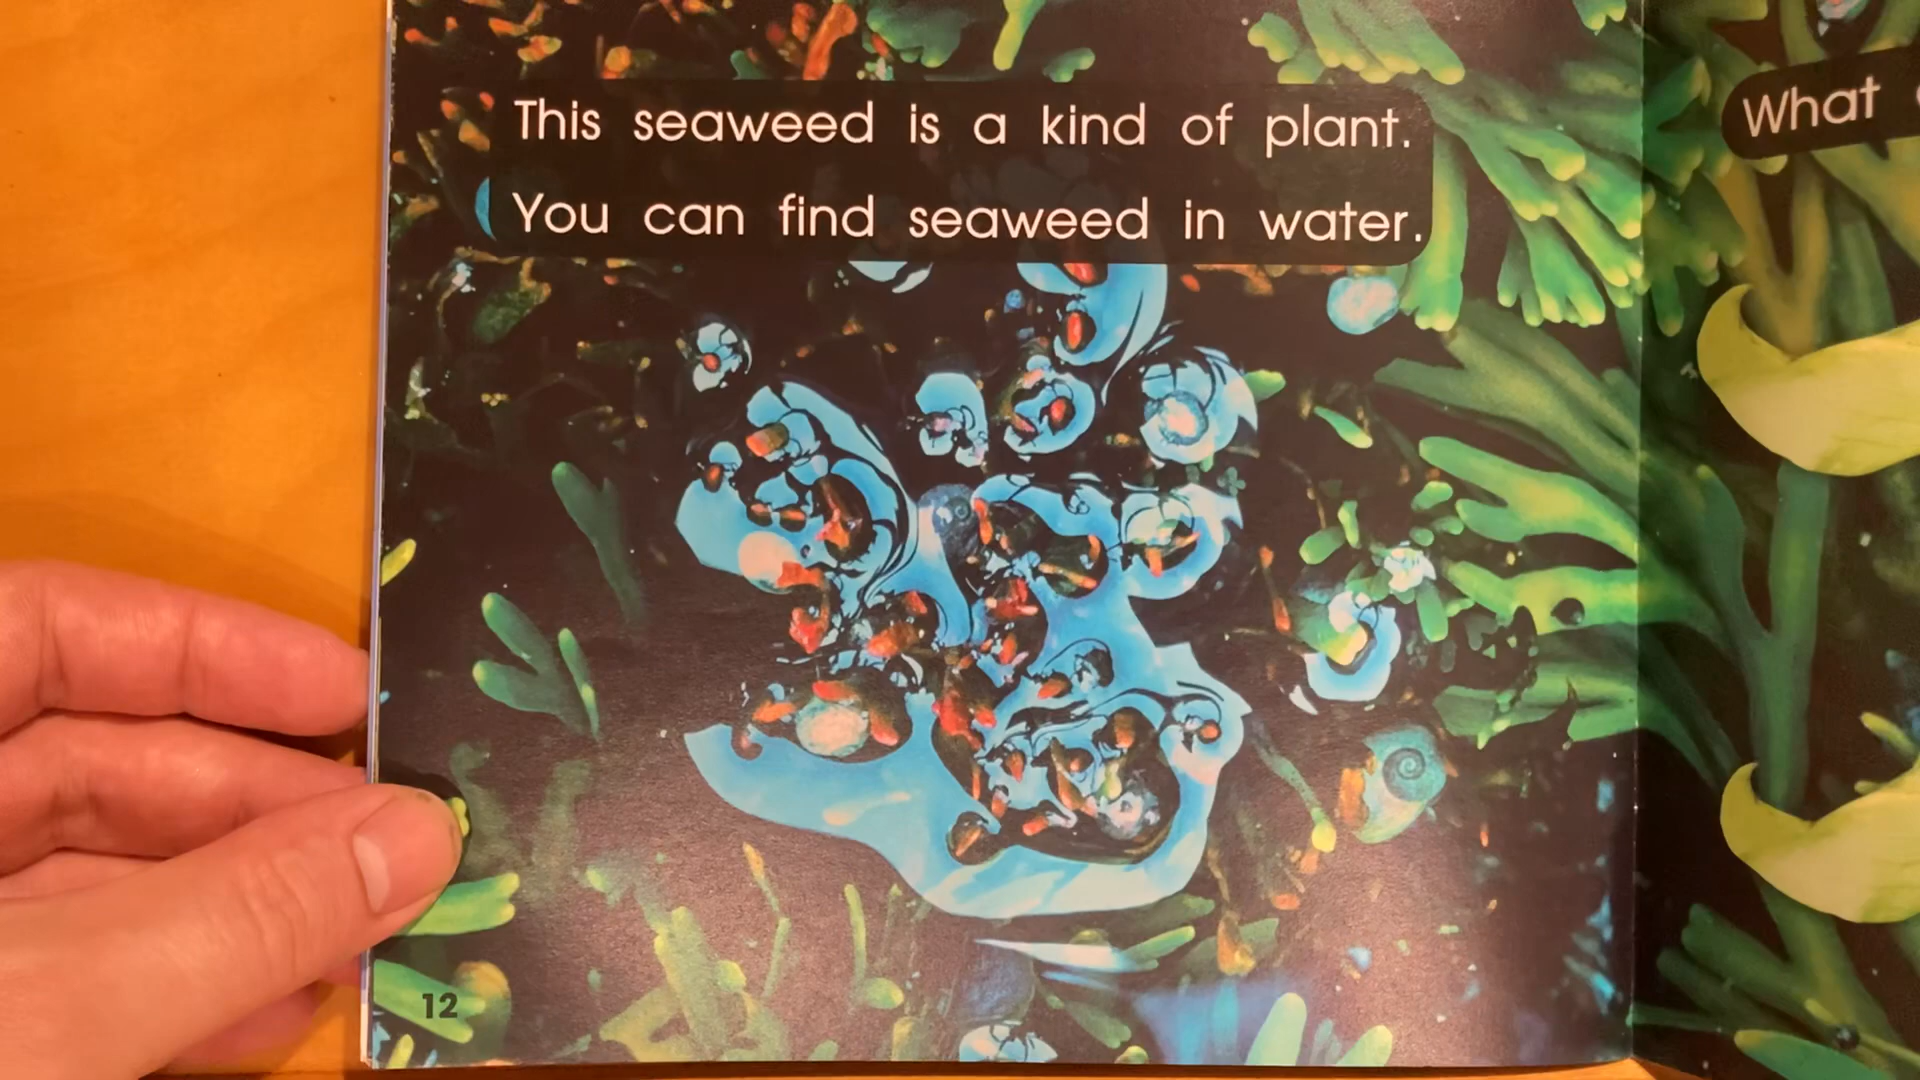 This seaweed is a kind of plant.
You can find seaweed in water.
What
12